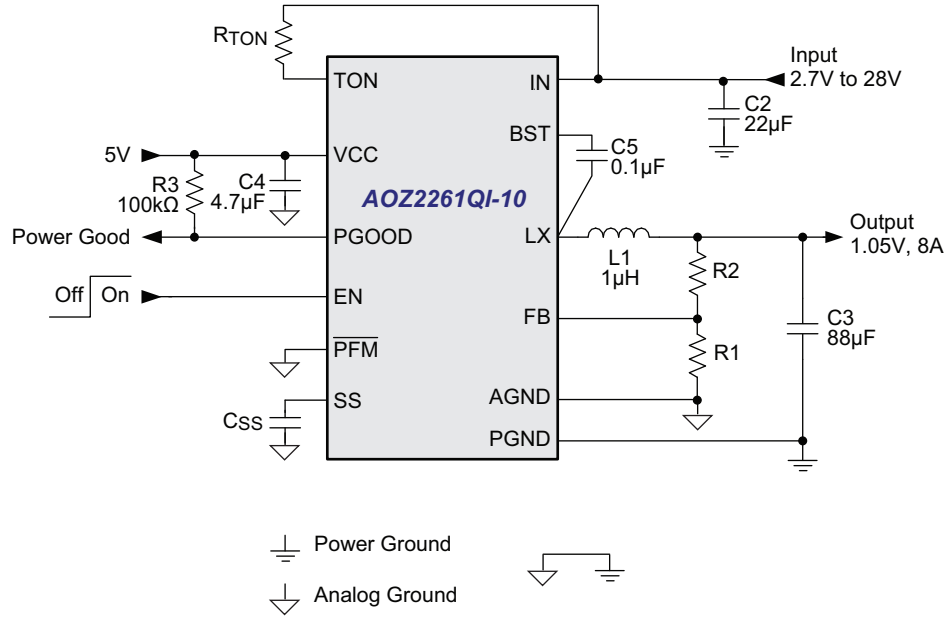 RTON
TON
IN
Input
2.7V to 28V
C2
22µF
BST
C5
0.1µF
5V
VCC
R3
100kΩ
C4
4.7µF
AOZ2261QI-10
Power Good
PGOOD
LX
L1
1µH
Output
1.05V, 8A
R2
Off
On
EN
FB
C3
88µF
R1
PFM
SS
CSS
AGND
PGND
Power Ground
Analog Ground